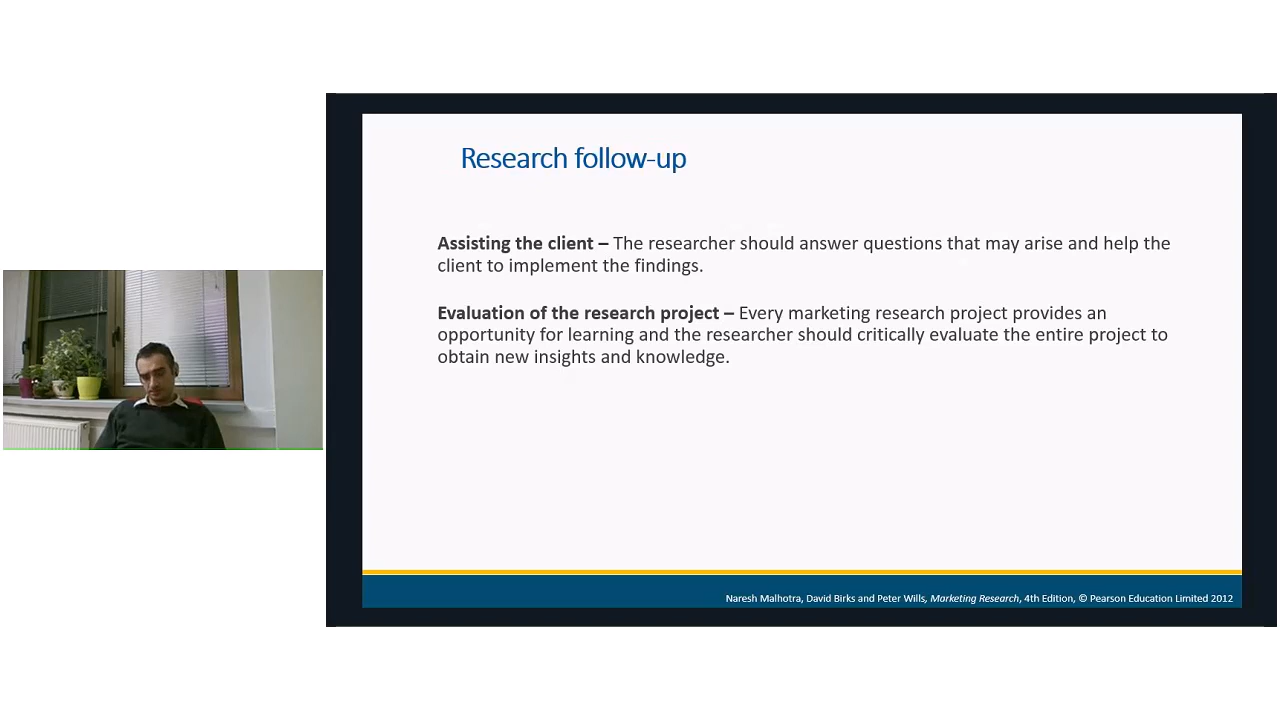 Research follow-up
Assisting the client – The researcher should answer questions that may arise and help the
client to implement the findings.
Evaluation of the research project – Every marketing research project provides an
opportunity for learning and the researcher should critically evaluate the entire project to
obtain new insights and knowledge.
Naresh Malhotra, David Birks and Peter Wills, Marketing Research, 4th Edition, © Pearson Education Limited 2012